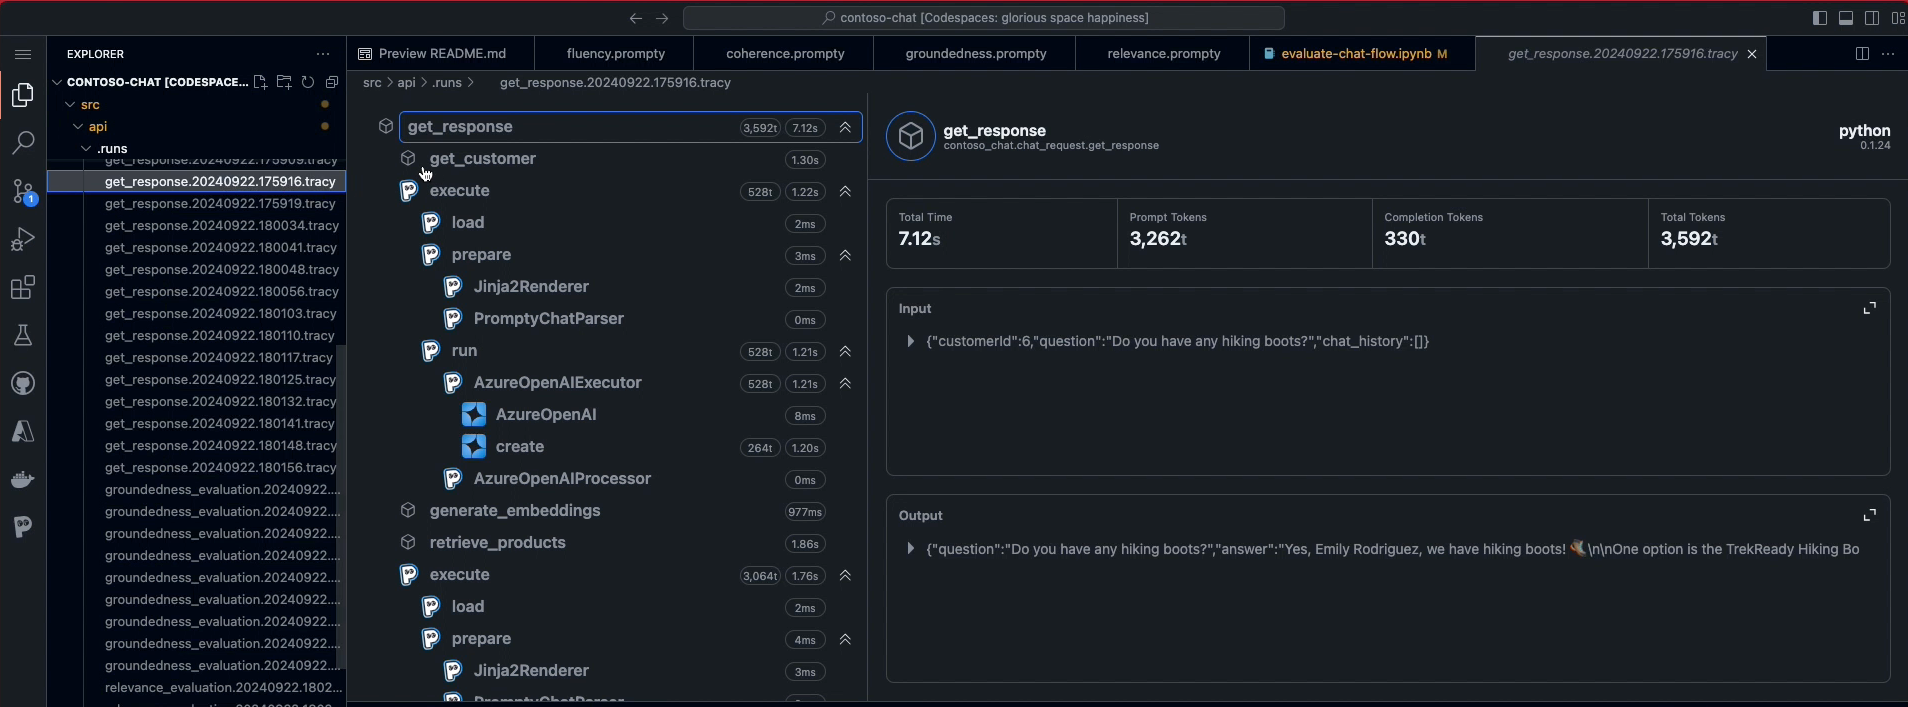 contoso-chat [Codespaces: glorious space happiness]
EXPLORER
Preview README.md
fluency.prompty
coherence.prompty
groundedness.prompty
relevance.prompty
evaluate-chat-flow.ipynb M
get_response.20240922.175916.tracy
CONTOSO-CHAT [CODESPACE...
src
api
.runs
get_response.20240922.175909.tracy
get_response.20240922.175916.tracy
get_response.20240922.175919.tracy
get_response.20240922.180034.tracy
get_response.20240922.180041.tracy
get_response.20240922.180048.tracy
get_response.20240922.180056.tracy
get_response.20240922.180103.tracy
get_response.20240922.180110.tracy
get_response.20240922.180117.tracy
get_response.20240922.180125.tracy
get_response.20240922.180132.tracy
get_response.20240922.180141.tracy
get_response.20240922.180148.tracy
get_response.20240922.180156.tracy
groundedness_evaluation.20240922....
groundedness_evaluation.20240922....
groundedness_evaluation.20240922....
groundedness_evaluation.20240922....
groundedness_evaluation.20240922....
groundedness_evaluation.20240922....
groundedness_evaluation.20240922....
groundedness_evaluation.20240922....
groundedness_evaluation.20240922....
relevance_evaluation.20240922.1802...
1
src > api > .runs > get_response.20240922.175916.tracy
get_response 3,592t 7.12s
get_customer 1.30s
execute 528t 1.22s
load 2ms
prepare 3ms
Jinja2Renderer 2ms
PromptyChatParser 0ms
run 528t 1.21s
AzureOpenAIExecutor 528t 1.21s
AzureOpenAI 8ms
create 264t 1.20s
AzureOpenAIProcessor 0ms
generate_embeddings 977ms
retrieve_products 1.86s
execute 3,064t 1.76s
load 2ms
prepare 4ms
Jinja2Renderer 3ms
PromptyChatParser
get_response
contoso_chat.chat_request.get_response
python
0.1.24
Total Time
7.12s
Prompt Tokens
3,262t
Completion Tokens
330t
Total Tokens
3,592t
Input
{"customerId":6,"question":"Do you have any hiking boots?","chat_history":[]}
Output
{"question":"Do you have any hiking boots?","answer":"Yes, Emily Rodriguez, we have hiking boots! 🥾\n\nOne option is the TrekReady Hiking Bo